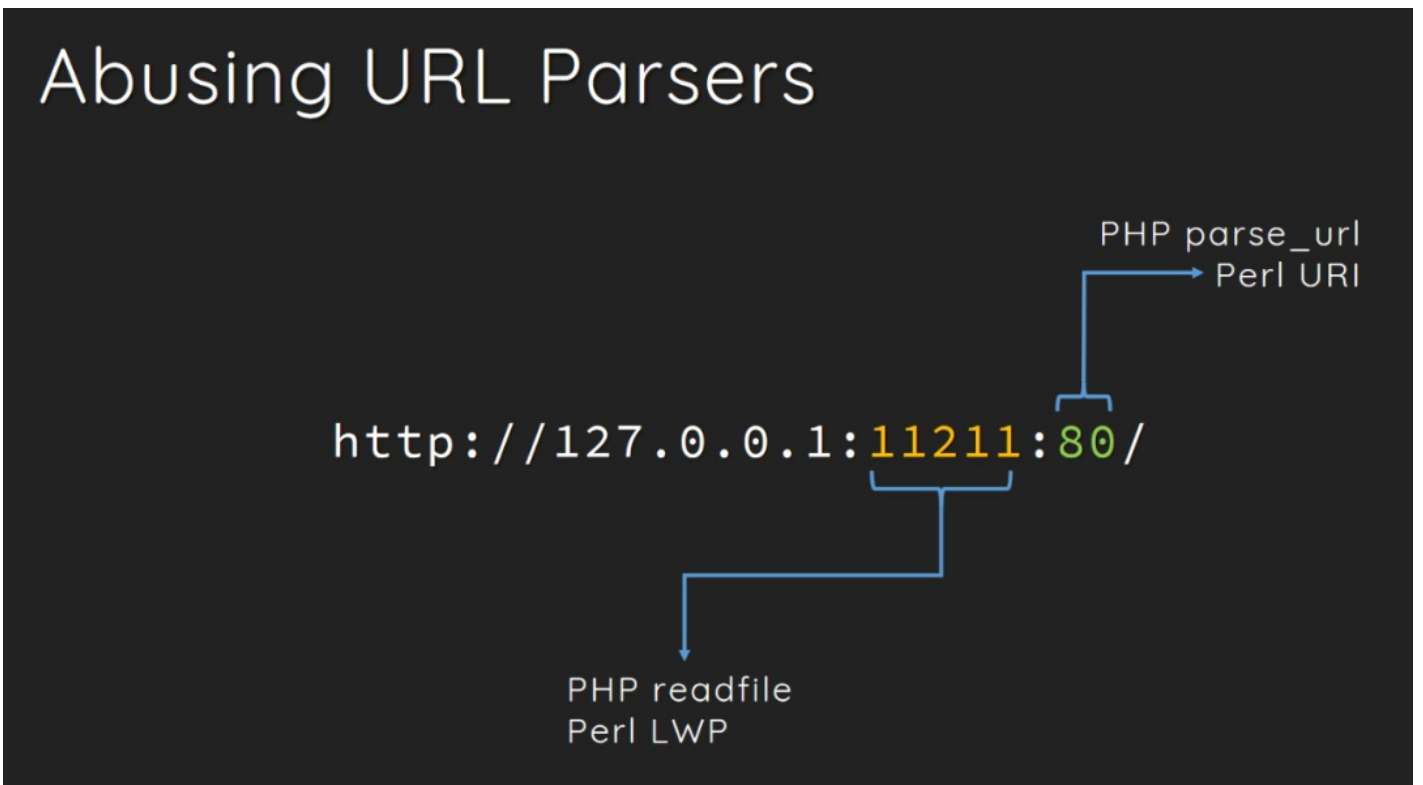 Abusing URL Parsers
PHP parse_url
Perl URI
http://127.0.0.1:11211:80/
PHP readfile
Perl LWP